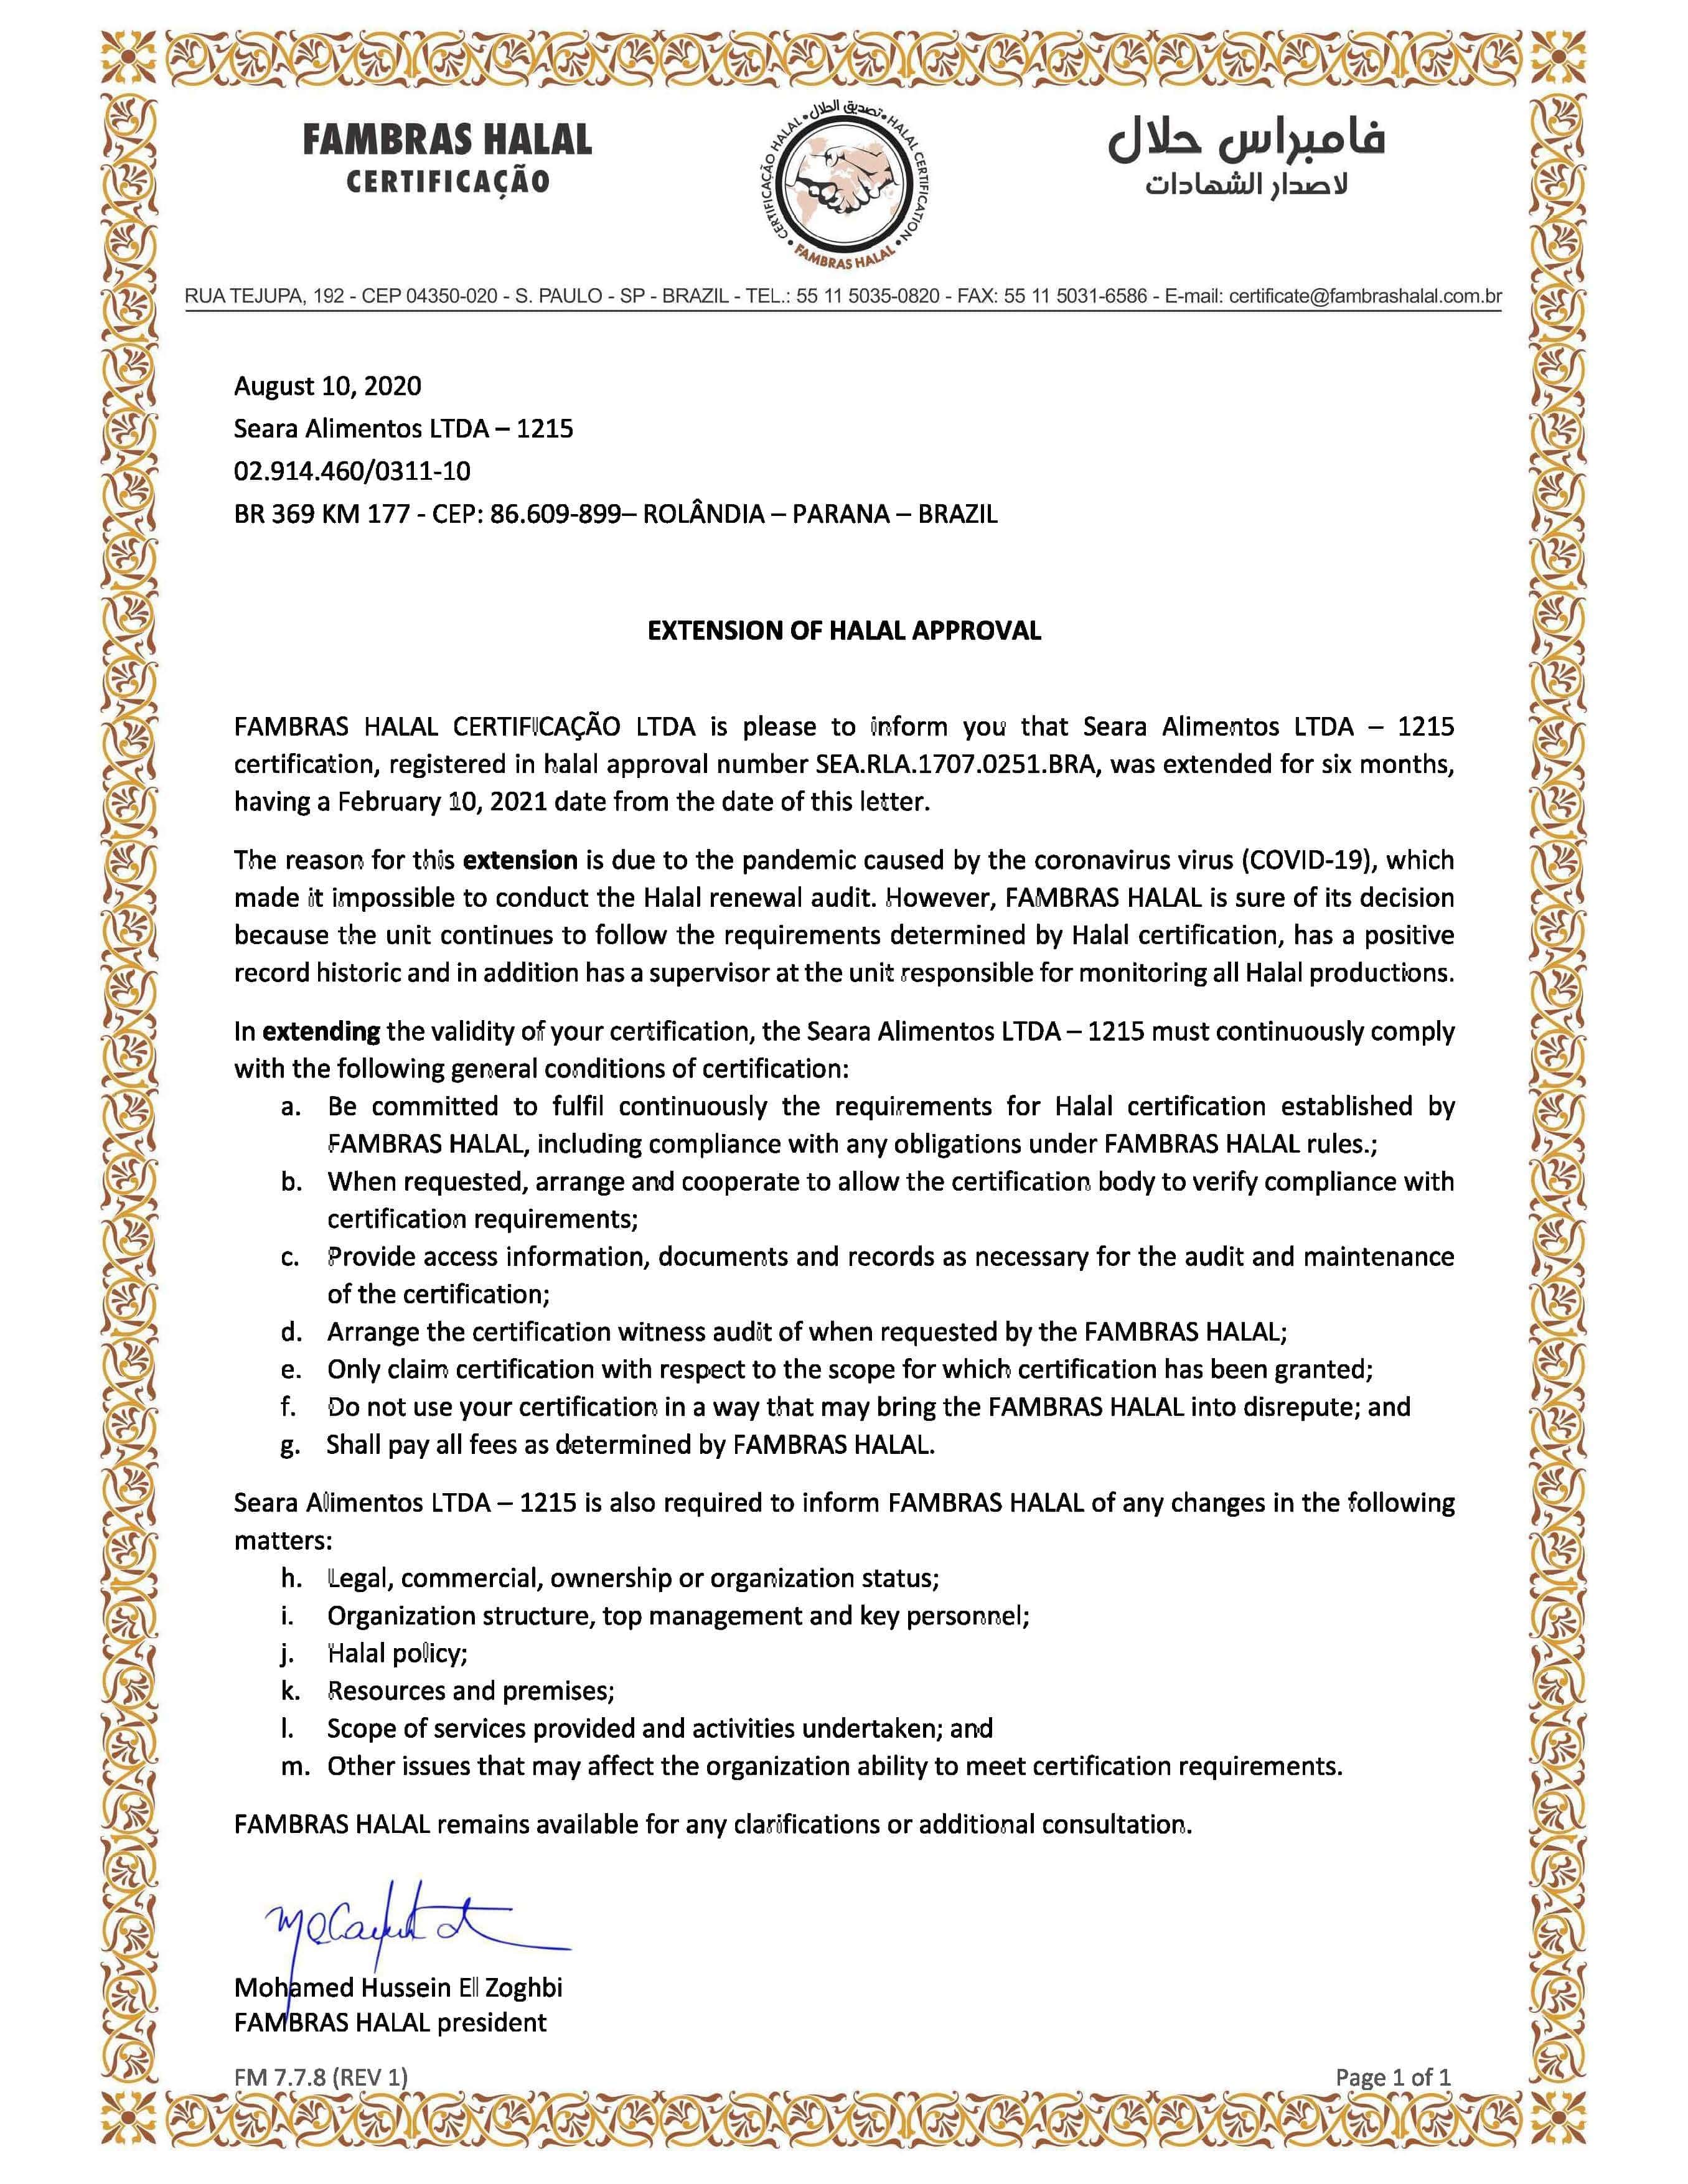 FAMBRAS HALAL
CERTIFICAÇÃO
CERTIFICAÇÃO HALAL • تصديق الحلال • HALAL CERTIFICATION • FAMBRAS HALAL •
فامبراس حلال
لاصدار الشهادات
RUA TEJUPA, 192 - CEP 04350-020 - S. PAULO - SP - BRAZIL - TEL.: 55 11 5035-0820 - FAX: 55 11 5031-6586 - E-mail: certificate@fambrashalal.com.br
August 10, 2020
Seara Alimentos LTDA – 1215
02.914.460/0311-10
BR 369 KM 177 - CEP: 86.609-899– ROLÂNDIA – PARANA – BRAZIL
EXTENSION OF HALAL APPROVAL
FAMBRAS HALAL CERTIFICAÇÃO LTDA is please to inform you that Seara Alimentos LTDA – 1215
certification, registered in halal approval number SEA.RLA.1707.0251.BRA, was extended for six months,
having a February 10, 2021 date from the date of this letter.
The reason for this extension is due to the pandemic caused by the coronavirus virus (COVID-19), which
made it impossible to conduct the Halal renewal audit. However, FAMBRAS HALAL is sure of its decision
because the unit continues to follow the requirements determined by Halal certification, has a positive
record historic and in addition has a supervisor at the unit responsible for monitoring all Halal productions.
In extending the validity of your certification, the Seara Alimentos LTDA – 1215 must continuously comply
with the following general conditions of certification:
a. Be committed to fulfil continuously the requirements for Halal certification established by
FAMBRAS HALAL, including compliance with any obligations under FAMBRAS HALAL rules.;
b. When requested, arrange and cooperate to allow the certification body to verify compliance with
certification requirements;
c. Provide access information, documents and records as necessary for the audit and maintenance
of the certification;
d. Arrange the certification witness audit of when requested by the FAMBRAS HALAL;
e. Only claim certification with respect to the scope for which certification has been granted;
f. Do not use your certification in a way that may bring the FAMBRAS HALAL into disrepute; and
g. Shall pay all fees as determined by FAMBRAS HALAL.
Seara Alimentos LTDA – 1215 is also required to inform FAMBRAS HALAL of any changes in the following
matters:
h. Legal, commercial, ownership or organization status;
i. Organization structure, top management and key personnel;
j. Halal policy;
k. Resources and premises;
l. Scope of services provided and activities undertaken; and
m. Other issues that may affect the organization ability to meet certification requirements.
FAMBRAS HALAL remains available for any clarifications or additional consultation.
Mohamed Hussein El Zoghbi
FAMBRAS HALAL president
FM 7.7.8 (REV 1)
Page 1 of 1